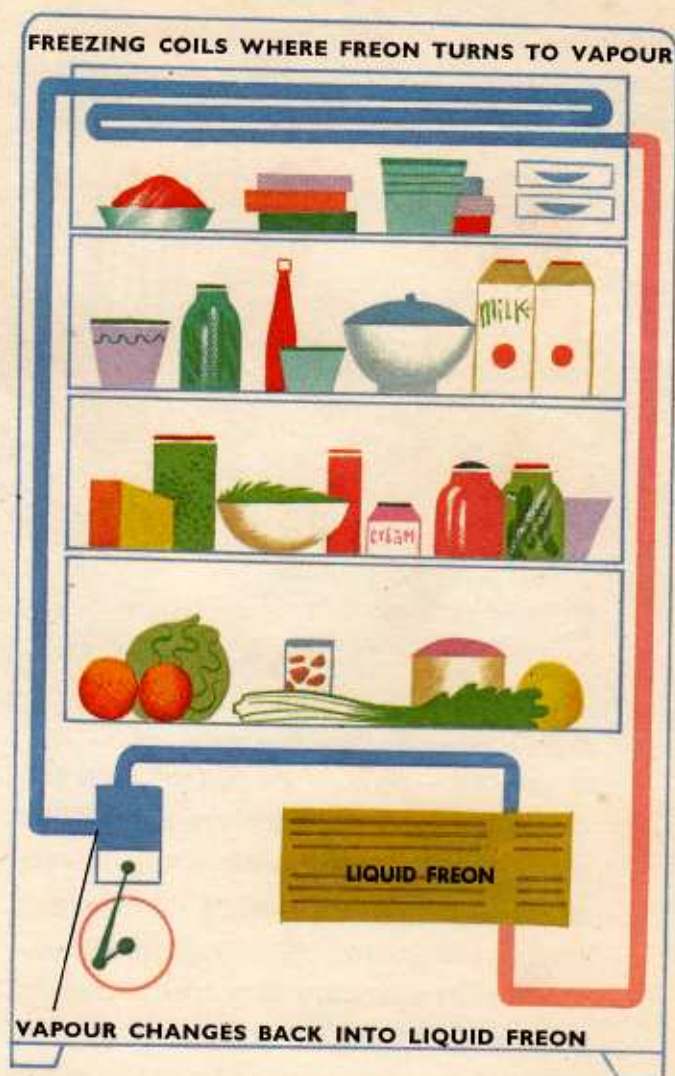 FREEZING COILS WHERE FREON TURNS TO VAPOUR
MILK
CREAM
LIQUID FREON
VAPOUR CHANGES BACK INTO LIQUID FREON